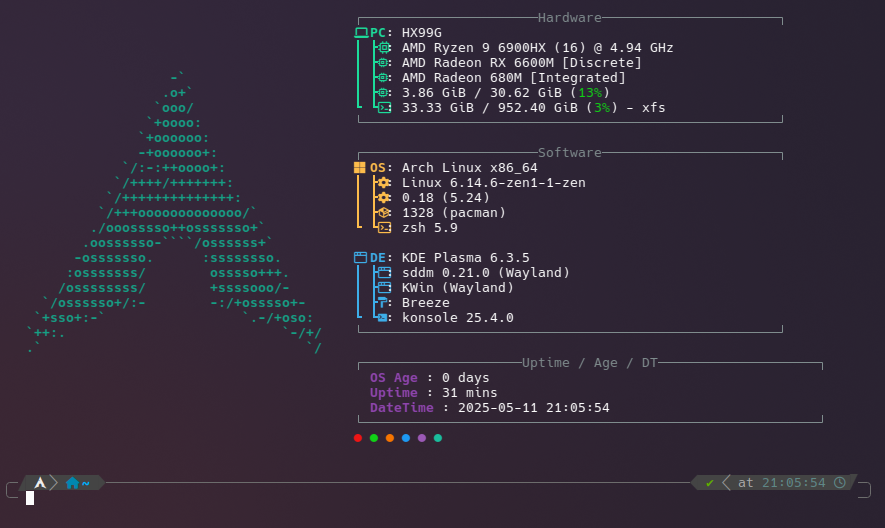 Hardware
PC: HX99G
: AMD Ryzen 9 6900HX (16) @ 4.94 GHz
: AMD Radeon RX 6600M [Discrete]
: AMD Radeon 680M [Integrated]
: 3.86 GiB / 30.62 GiB (13%)
: 33.33 GiB / 952.40 GiB (3%) - xfs
Software
OS: Arch Linux x86_64
: Linux 6.14.6-zen1-1-zen
: 0.18 (5.24)
: 1328 (pacman)
: zsh 5.9
DE: KDE Plasma 6.3.5
: sddm 0.21.0 (Wayland)
: KWin (Wayland)
: Breeze
: konsole 25.4.0
Uptime / Age / DT
OS Age : 0 days
Uptime : 31 mins
DateTime : 2025-05-11 21:05:54
~
✔ at 21:05:54